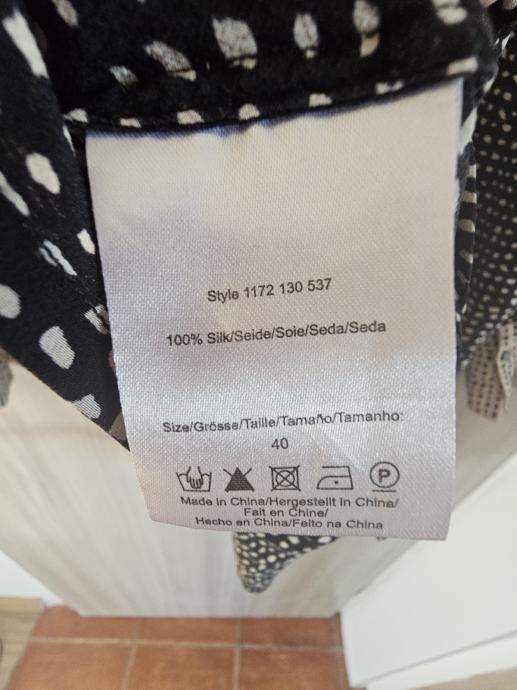 Style 1172 130 537
100% Silk/Seide/Soie/Seda/Seda
Size/Grösse/Taille/Tamaño/Tamanho:
40
P
Made in China/Hergestellt in China/
Fait en Chine/
Hecho en China/Feito na China